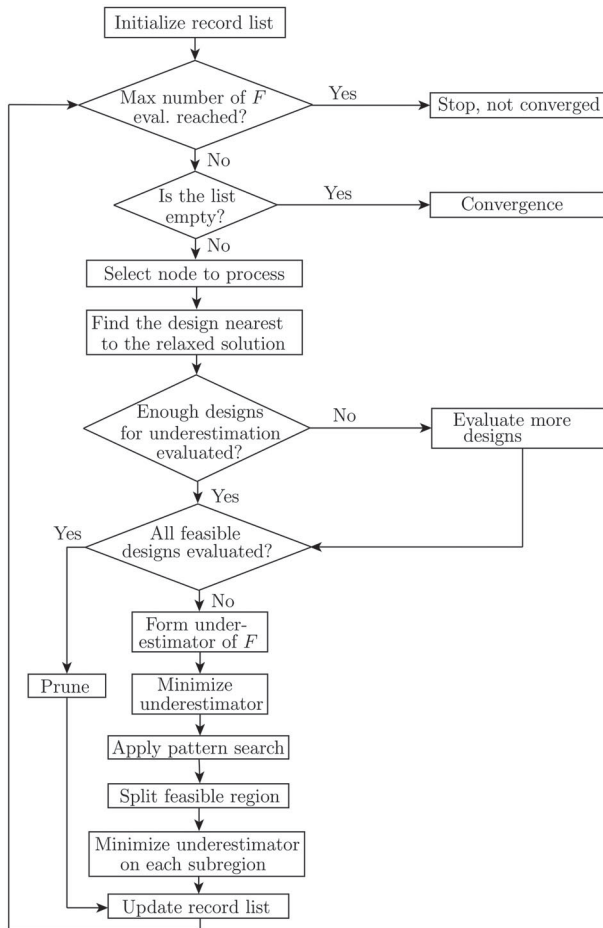 Initialize record list
Max number of F
eval. reached?
Yes
Stop, not converged
No
Is the list
empty?
Yes
Convergence
No
Select node to process
Find the design nearest
to the relaxed solution
Enough designs
for underestimation
evaluated?
No
Evaluate more
designs
Yes
Yes
All feasible
designs evaluated?
No
Form under-
estimator of F
Prune
Minimize
underestimator
Apply pattern search
Split feasible region
Minimize underestimator
on each subregion
Update record list